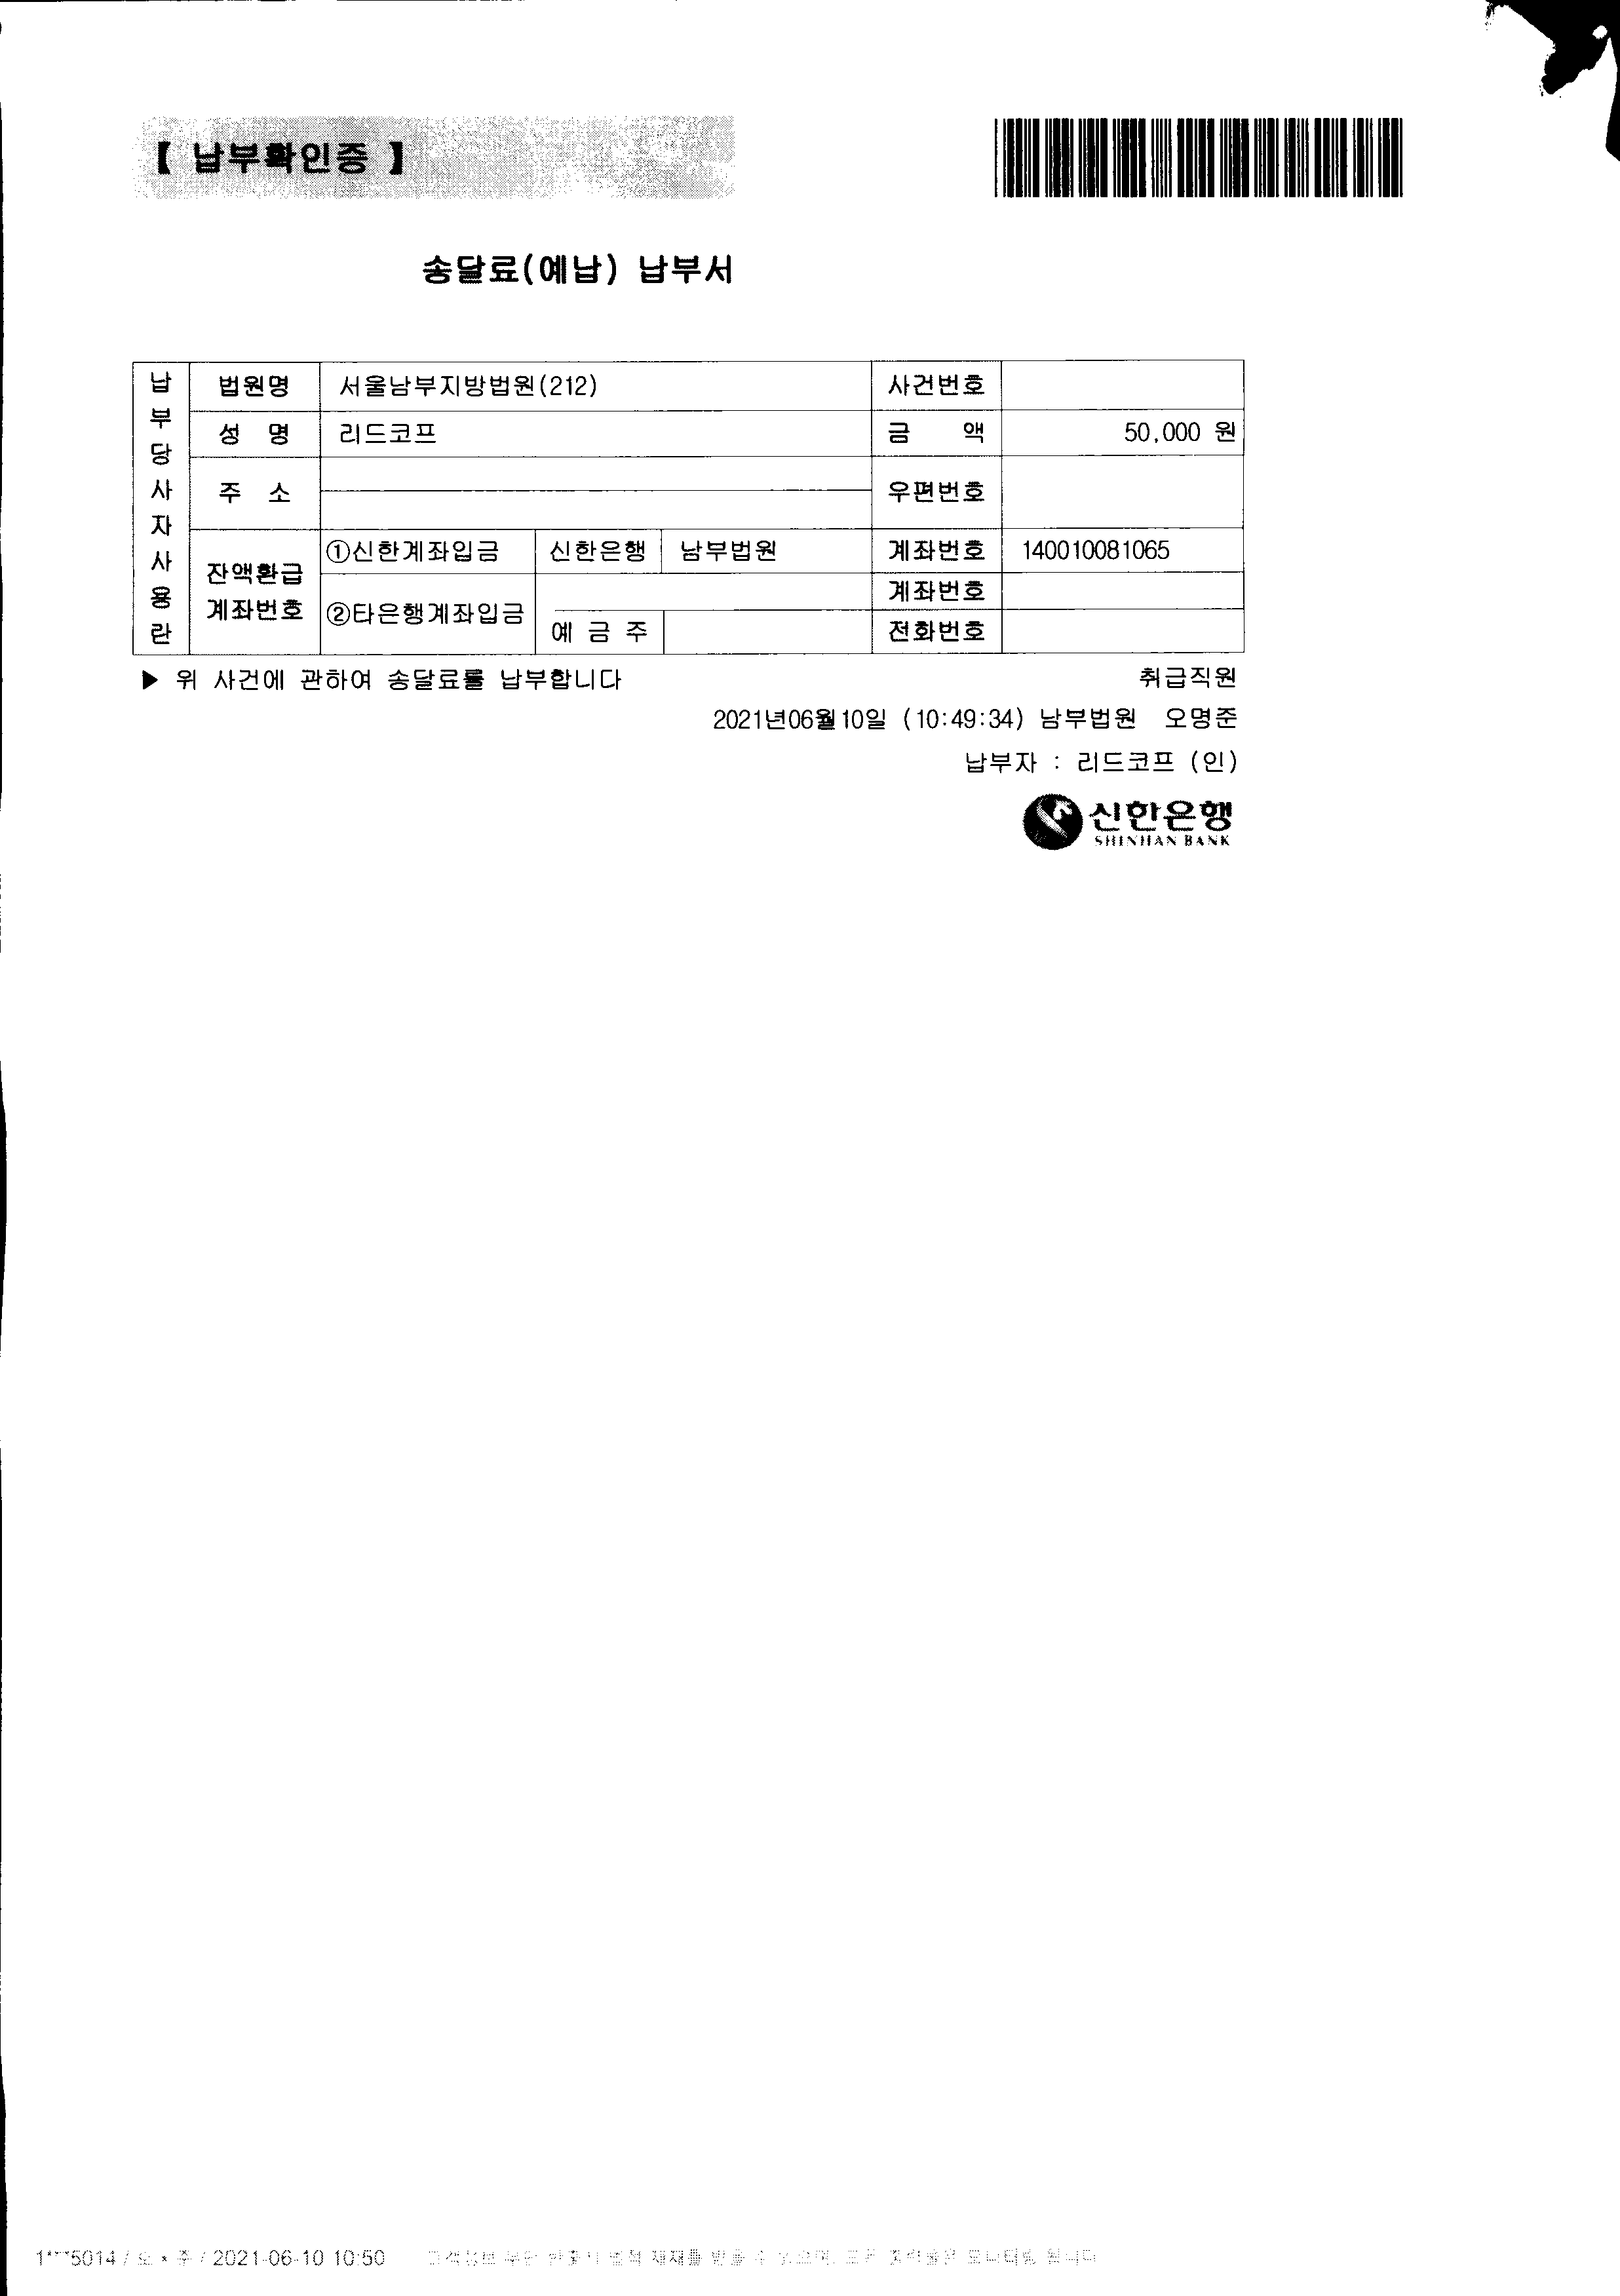 【 납부확인증 】
송달료(예납) 납부서
납부당사자사용란
법원명 서울남부지방법원(212) 사건번호
성 명 리드코프 금 액 50,000 원
주 소 우편번호
잔액환급 계좌번호
①신한계좌입금 신한은행 남부법원 계좌번호 140010081065
②타은행계좌입금 계좌번호
예 금 주 전화번호
▶ 위 사건에 관하여 송달료를 납부합니다 취급직원
2021년06월10일 (10:49:34) 남부법원 오명준
납부자 : 리드코프 (인)
신한은행
SHINHAN BANK
5014 / 오 * 준 / 2021-06-10 10:50 제재를 받을 수